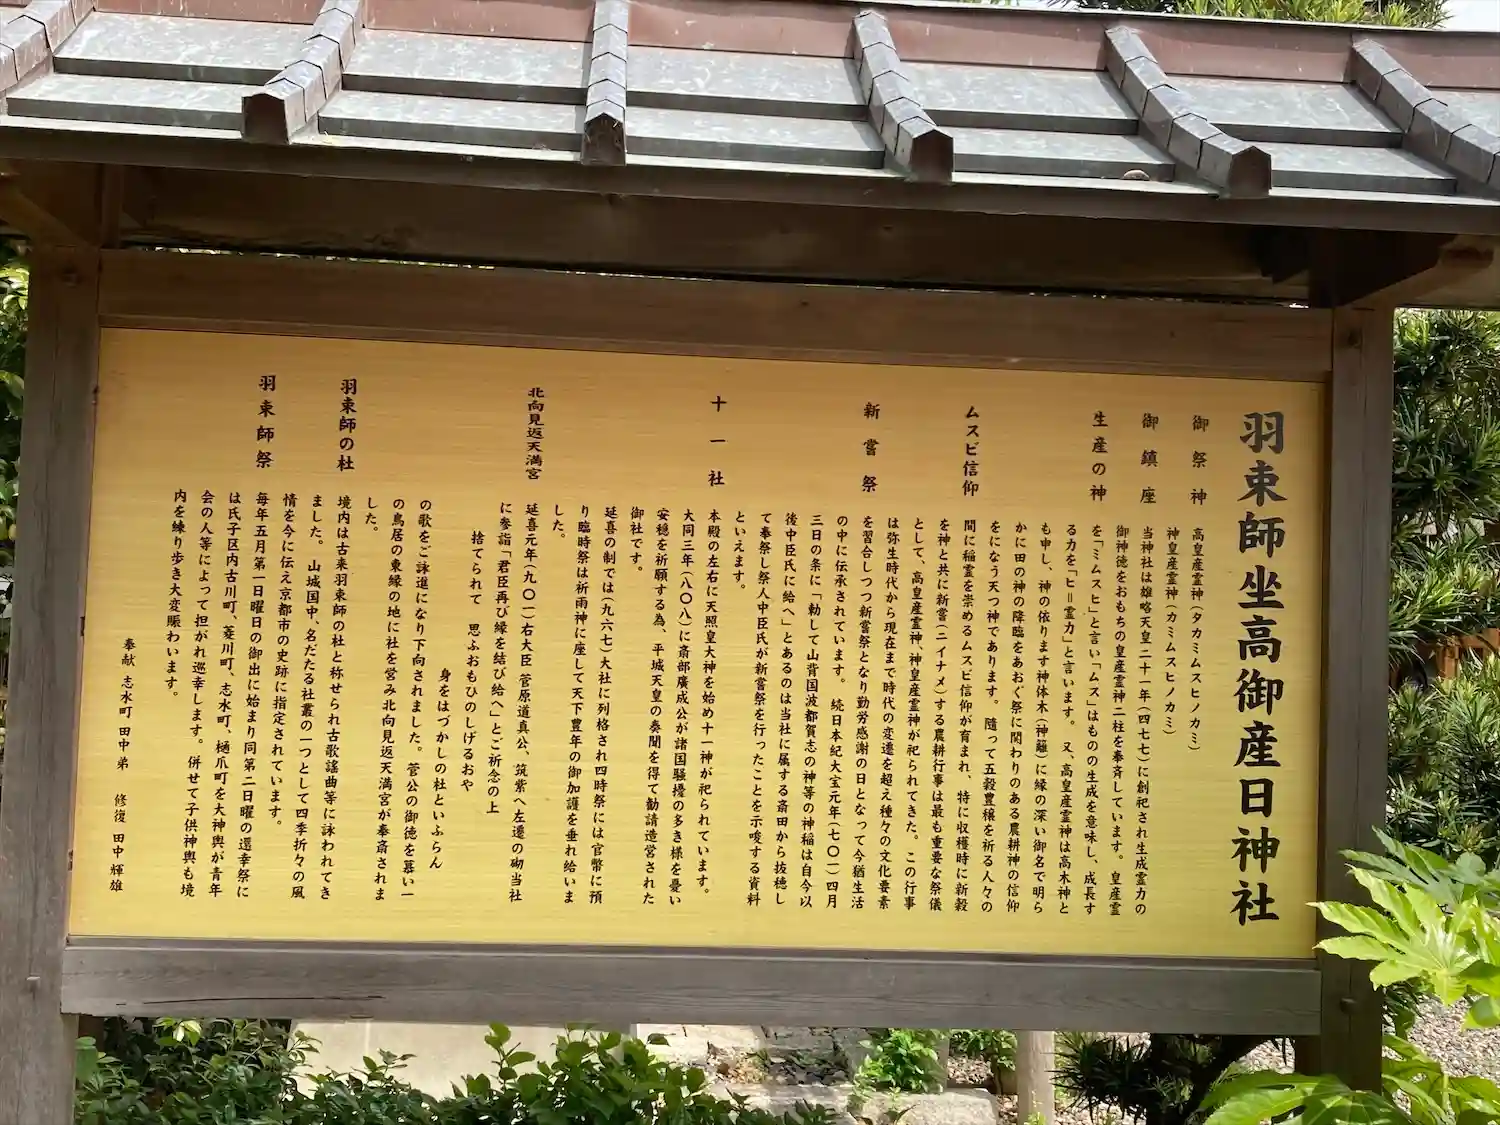 羽束師坐高御産日神社
御祭神
高皇産霊神(タカミムスヒノカミ)
神皇産霊神(カミムスヒノカミ)
御鎮座
当神社は雄略天皇二十一年(四七七)に創祀され生成霊力の
御神徳をおもちの皇産霊神二柱を奉斉しています。皇産霊
生産の神
を「ミムスヒ」と言い「ムス」はもの の生成を意味し、成長す
る力を「ヒ=霊力」と言います。又、高皇産霊神は高木神と
も申し、神の依ります神体木(神籬)に縁の深い御名で明ら
かに田の神の降臨をあおぐ祭に関わりのある農耕神の信仰
をになう天つ神であります。随って五穀豊穣を祈る人々の
ムスビ信仰
間に稲霊を崇めるムスビ信仰が育まれ、特に収穫時に新穀
を神と共に新嘗(ニイナメ)する農耕行事は最も重要な祭儀
として、高皇産霊神、神皇産霊神が祀られてきた。この行事
は弥生時代から現在まで時代の変遷を超え種々の文化要素
新嘗祭
を習合しつつ新嘗祭となり勤労感謝の日となって今猶生活
の中に伝承されています。続日本紀大宝元年(七〇一)四月
三日の条に「勅して山背国波都賀志の神等の神稲は自今以
後中臣氏に給へ」とあるのは当社に属する斎田から抜穂し
て奉祭し祭人中臣氏が新嘗祭を行ったことを示唆する資料
といえます。
十一社
本殿の左右に天照皇大神を始め十一神が祀られています。
大同三年(八〇八)に斎部廣成公が諸国騒擾の多き様を憂い
安穏を祈願する為、平城天皇の奏聞を得て勧請造営された
御社です。
延喜の制では(九六七)大社に列格され四時祭には官幣に預
り臨時祭は祈雨神に座して天下豊年の御加護を垂れ給いま
した。
北向見返天満宮
延喜元年(九〇一)右大臣 菅原道真公、筑紫へ左遷の砌当社
に参詣「君臣再び縁を結び給へ」とご祈念の上
捨てられて 思ふおもひのしげるおや
身をはづかしの社といふらん
の歌をご詠進になり下向されました。菅公の御徳を慕い一
の鳥居の東縁の地に社を営み北向見返天満宮が奉斎されま
した。
羽束師の杜
境内は古来羽束師の杜と称せられ古歌謡曲等に詠われてき
ました。山城国中、名だたる社叢の一つとして四季折々の風
情を今に伝え京都市の史跡に指定されています。
羽束師祭
毎年五月第一日曜日の御出に始まり同第二日曜の還幸祭に
は氏子区内古川町、菱川町、志水町、樋爪町を大神輿が青年
会の人等によって担がれ巡幸します。併せて子供神輿も境
内を練り歩き大変賑わいます。
奉献 志水町 田中弟 修復 田中輝雄